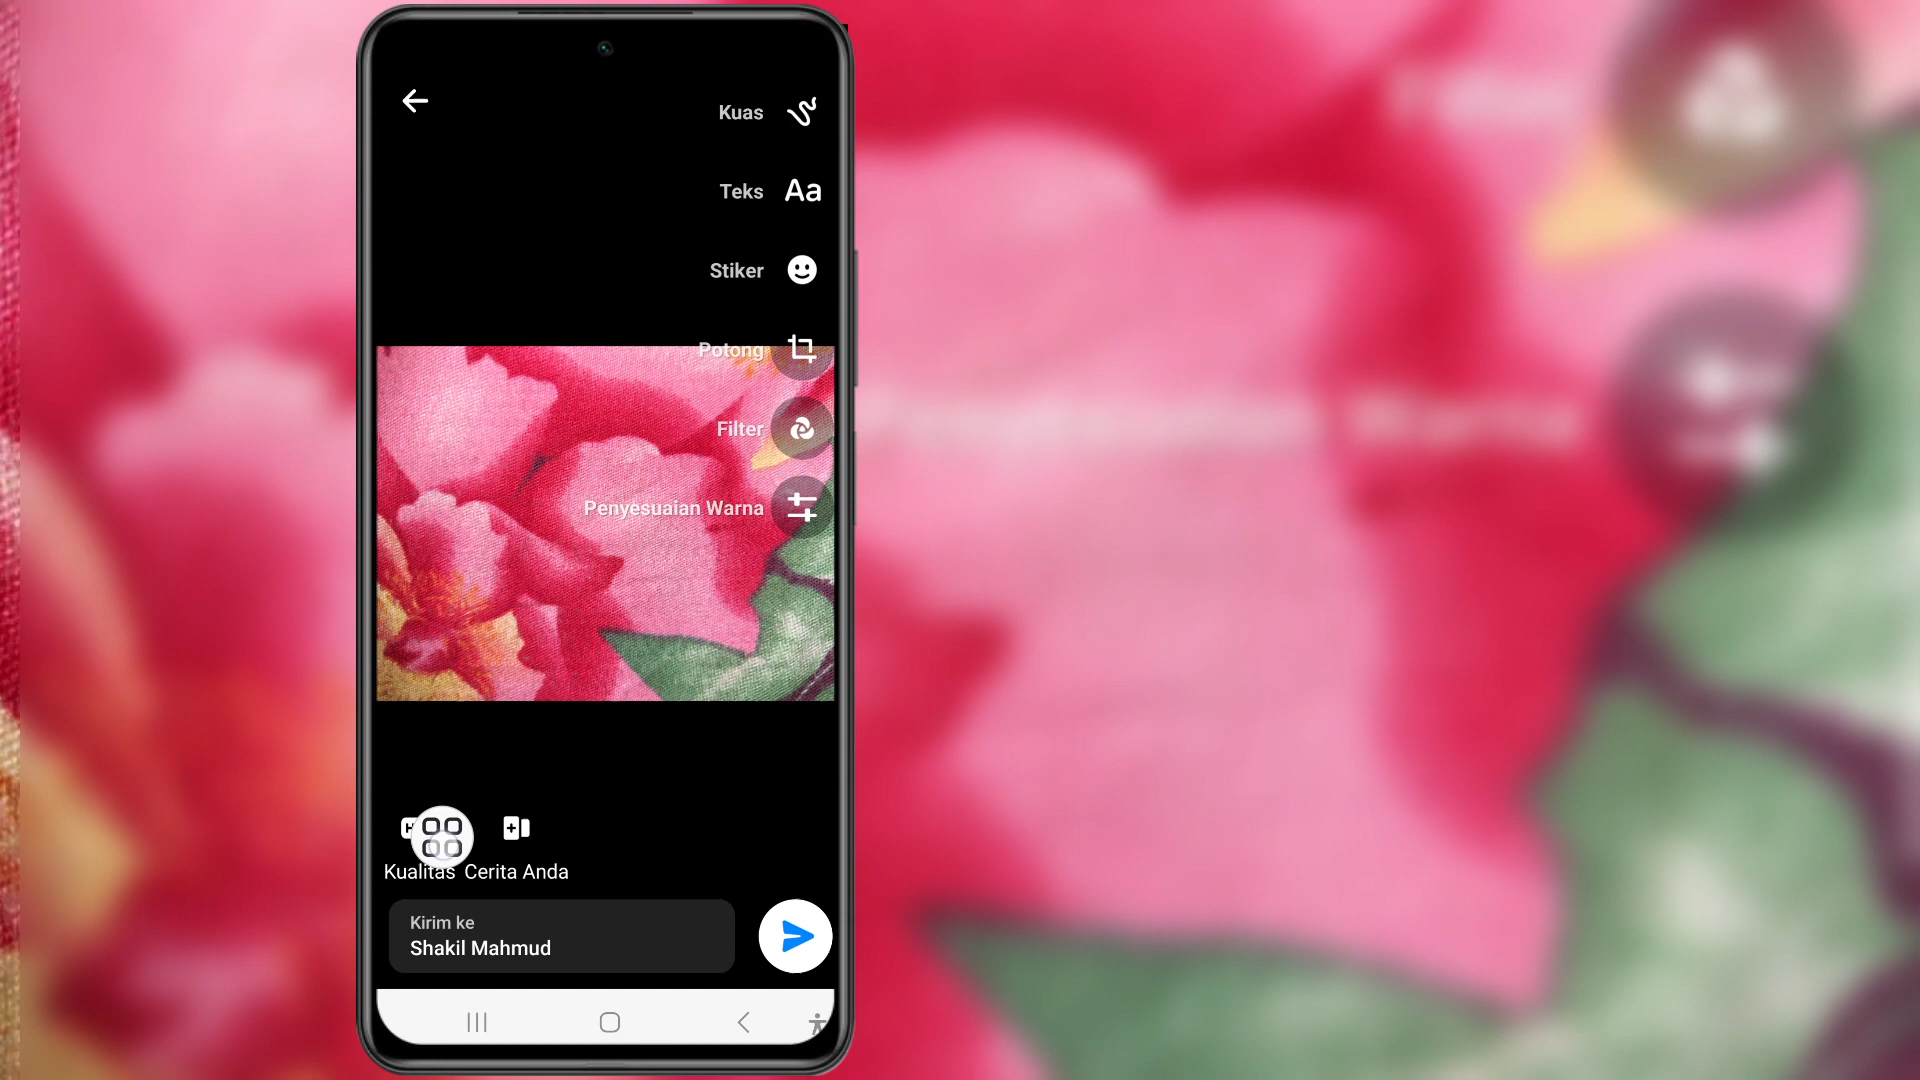 Kuas
Teks Aa
Stiker
Potong
Filter
Penyesuaian Warna
Kualitas Cerita Anda
Kirim ke
Shakil Mahmud